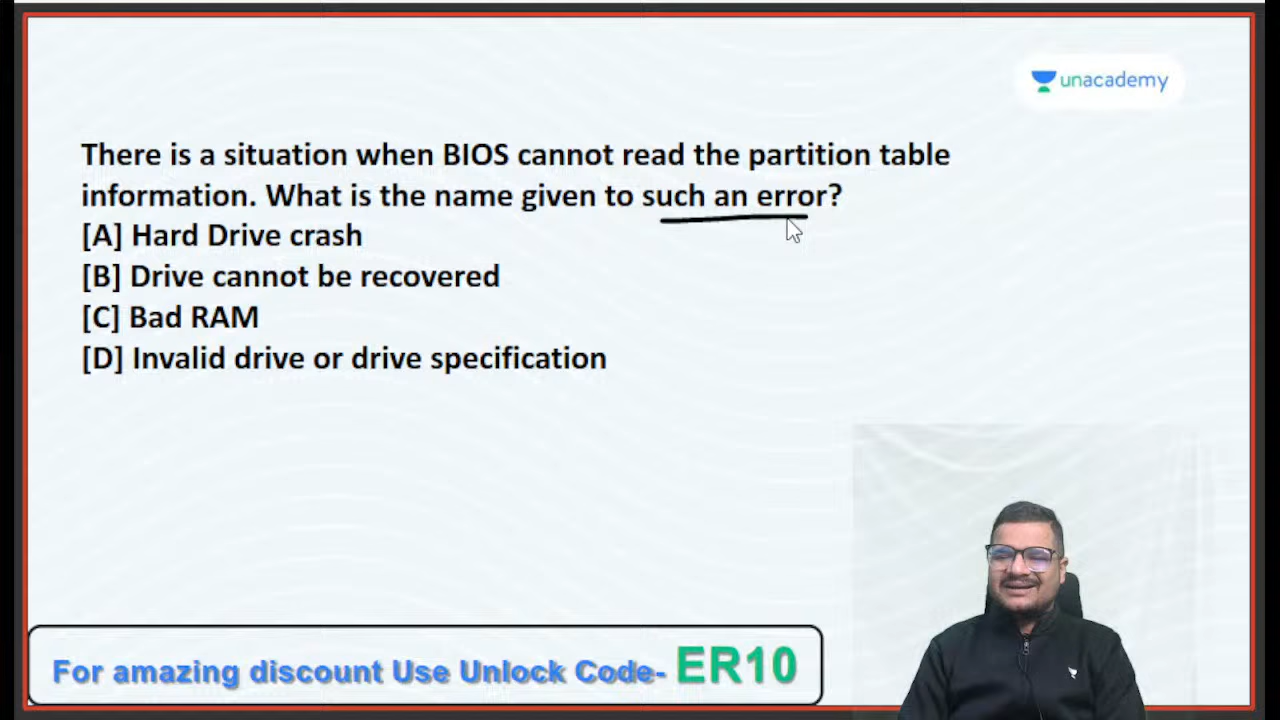 unacademy
There is a situation when BIOS cannot read the partition table
information. What is the name given to such an error?
[A] Hard Drive crash
[B] Drive cannot be recovered
[C] Bad RAM
[D] Invalid drive or drive specification
For amazing discount Use Unlock Code- ER10